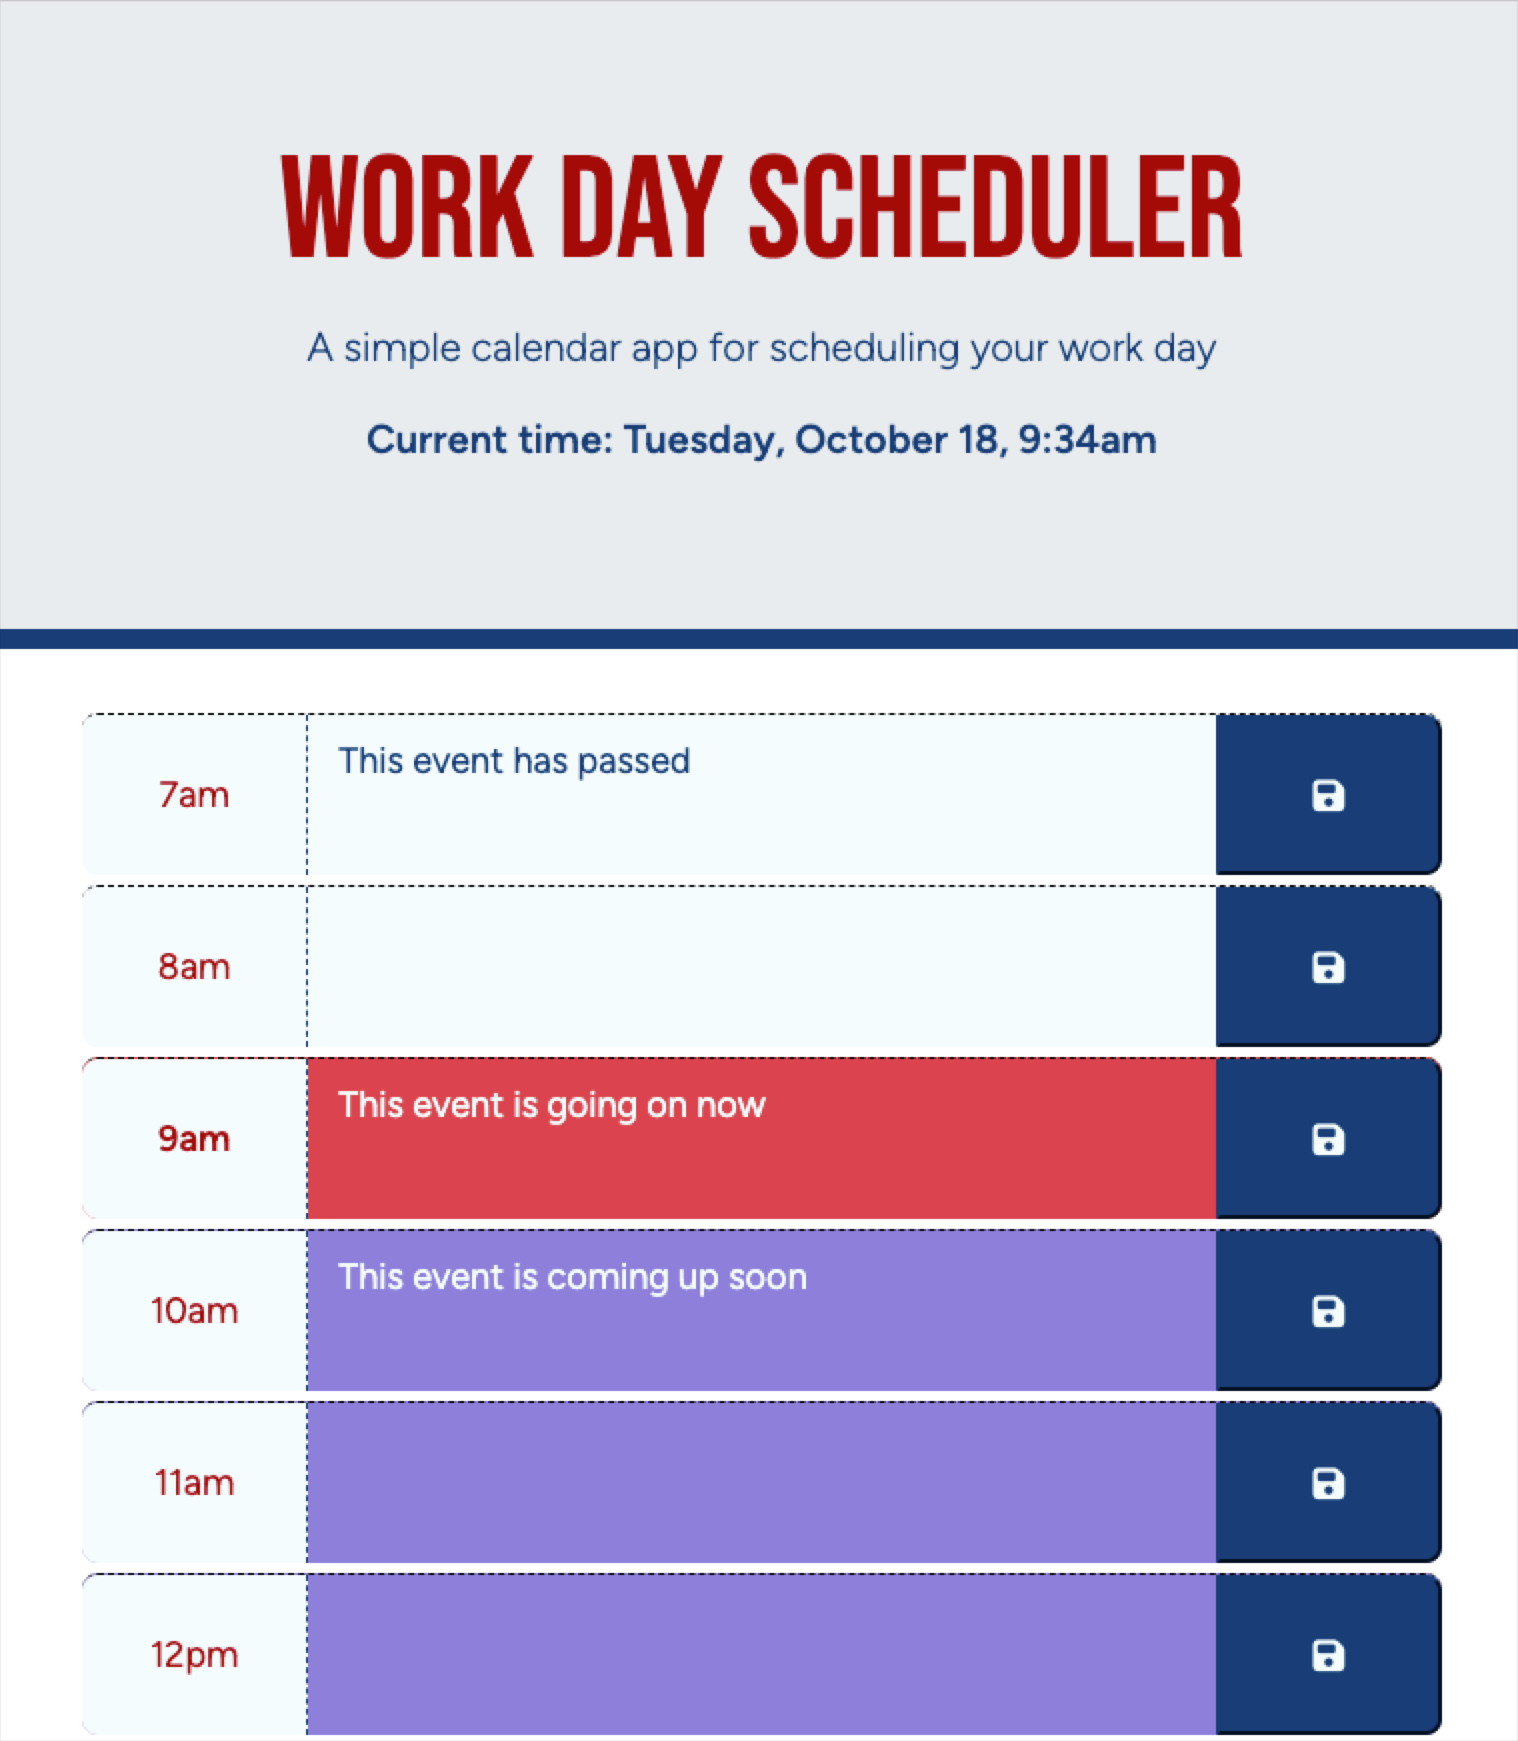 WORK DAY SCHEDULER
A simple calendar app for scheduling your work day
Current time: Tuesday, October 18, 9:34am
7am
This event has passed
8am
9am
This event is going on now
10am
This event is coming up soon
11am
12pm